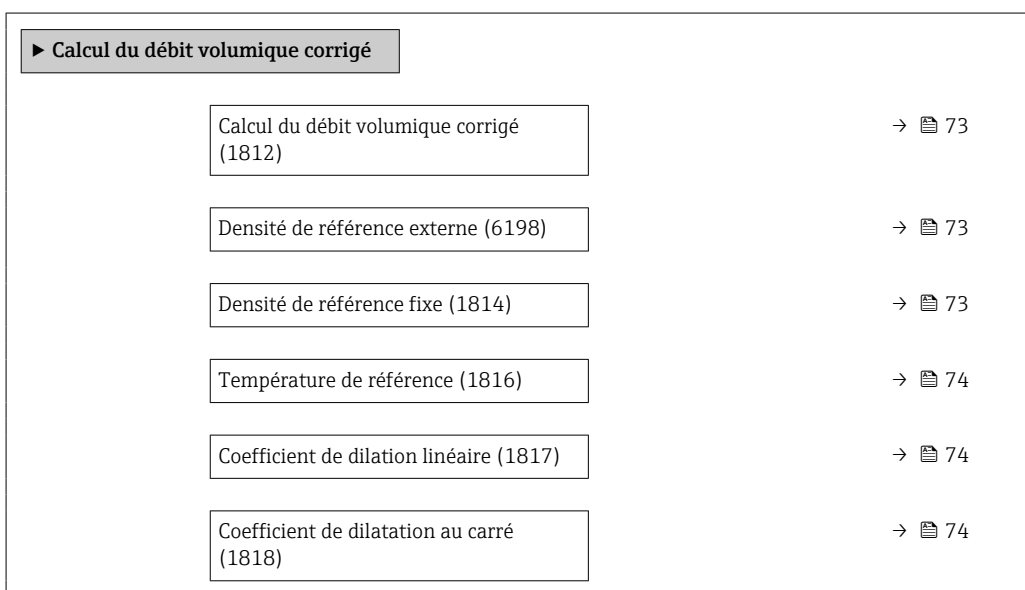 ▶ Calcul du débit volumique corrigé
Calcul du débit volumique corrigé → 73
(1812)
Densité de référence externe (6198) → 73
Densité de référence fixe (1814) → 73
Température de référence (1816) → 74
Coefficient de dilation linéaire (1817) → 74
Coefficient de dilatation au carré → 74
(1818)